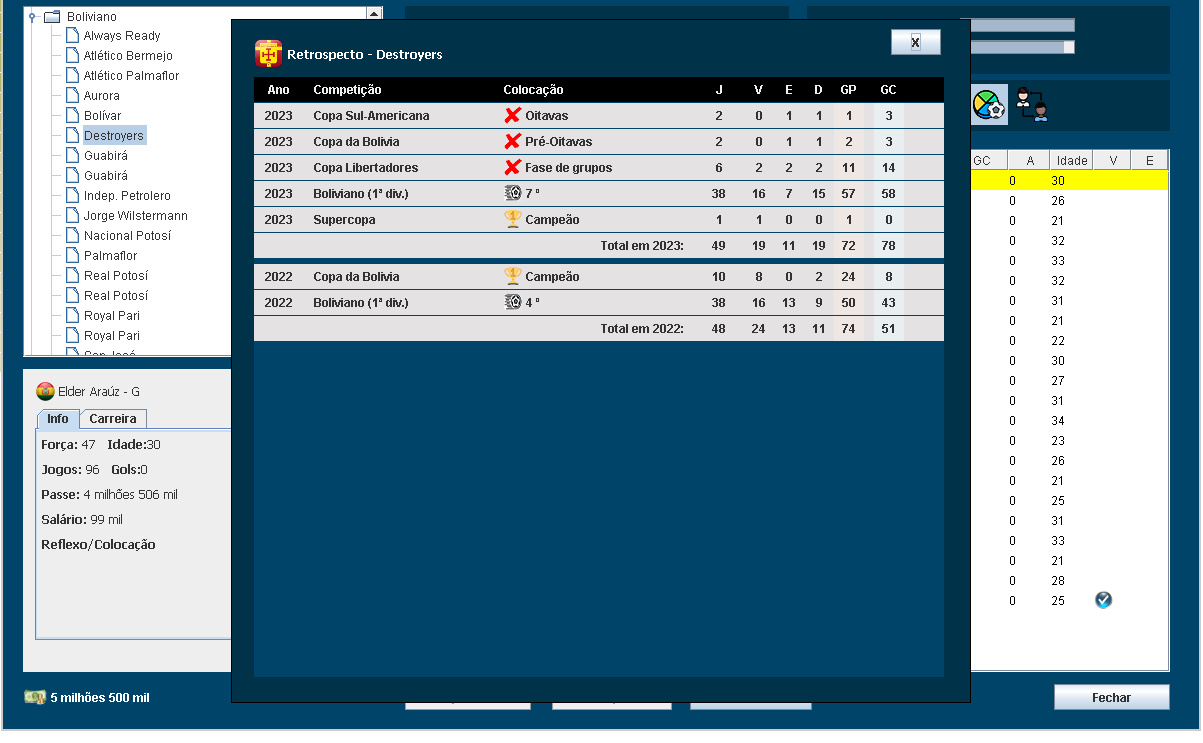 Boliviano
Always Ready
Atlético Bermejo
Atlético Palmaflor
Aurora
Bolívar
Destroyers
Guabirá
Guabirá
Indep. Petrolero
Jorge Wilstermann
Nacional Potosí
Palmaflor
Real Potosí
Real Potosí
Royal Pari
Royal Pari
San José
Elder Araúz - G
Info Carreira
Força: 47 Idade:30
Jogos: 96 Gols:0
Passe: 4 milhões 506 mil
Salário: 99 mil
Reflexo/Colocação
5 milhões 500 mil
Retrospecto - Destroyers
X
Ano Competição Colocação J V E D GP GC
2023 Copa Sul-Americana Oitavas 2 0 1 1 1 3
2023 Copa da Bolivia Pré-Oitavas 2 0 1 1 2 3
2023 Copa Libertadores Fase de grupos 6 2 2 2 11 14
2023 Boliviano (1ª div.) 7 º 38 16 7 15 57 58
2023 Supercopa Campeão 1 1 0 0 1 0
Total em 2023: 49 19 11 19 72 78
2022 Copa da Bolivia Campeão 10 8 0 2 24 8
2022 Boliviano (1ª div.) 4 º 38 16 13 9 50 43
Total em 2022: 48 24 13 11 74 51
GC A Idade V E
0 30
0 26
0 21
0 32
0 33
0 32
0 31
0 21
0 22
0 30
0 27
0 31
0 34
0 23
0 26
0 21
0 25
0 31
0 33
0 21
0 28
0 25
Fechar